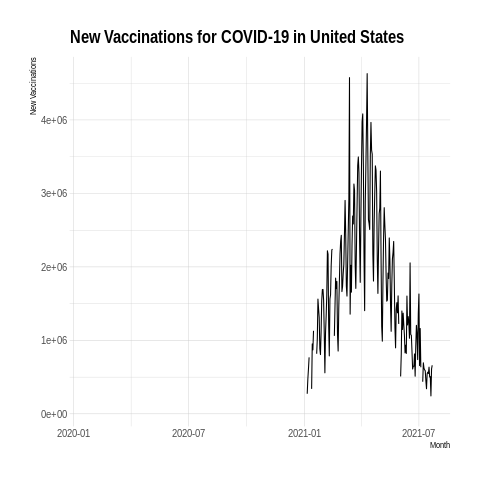 New Vaccinations for COVID-19 in United States
New Vaccinations
4e+06
3e+06
2e+06
1e+06
0e+00
2020-01 2020-07 2021-01 2021-07
Month